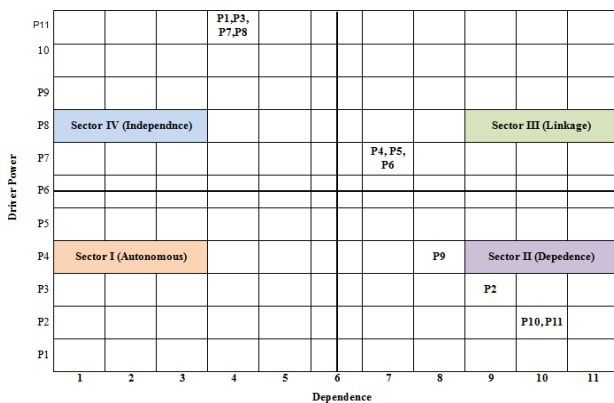 P11
P1,P3,
P7,P8
10
P9
P8
Sector IV (Independnce)
Sector III (Linkage)
P7
P4, P5,
P6
P6
P5
P4
Sector I (Autonomous)
P9
Sector II (Depedence)
P3
P2
P2
P10, P11
P1
1 2 3 4 5 6 7 8 9 10 11
Dependence
Driver Power